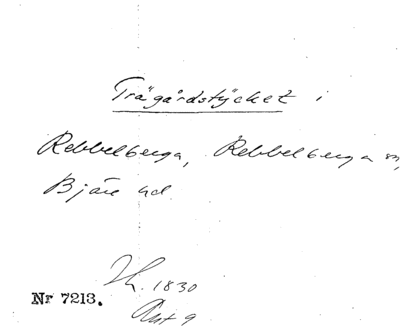 Trägårdstycket i
Rebbelberga, Rebbelberga sn,
Bjäre hd.
Nr 7213.
1830
Akt 9